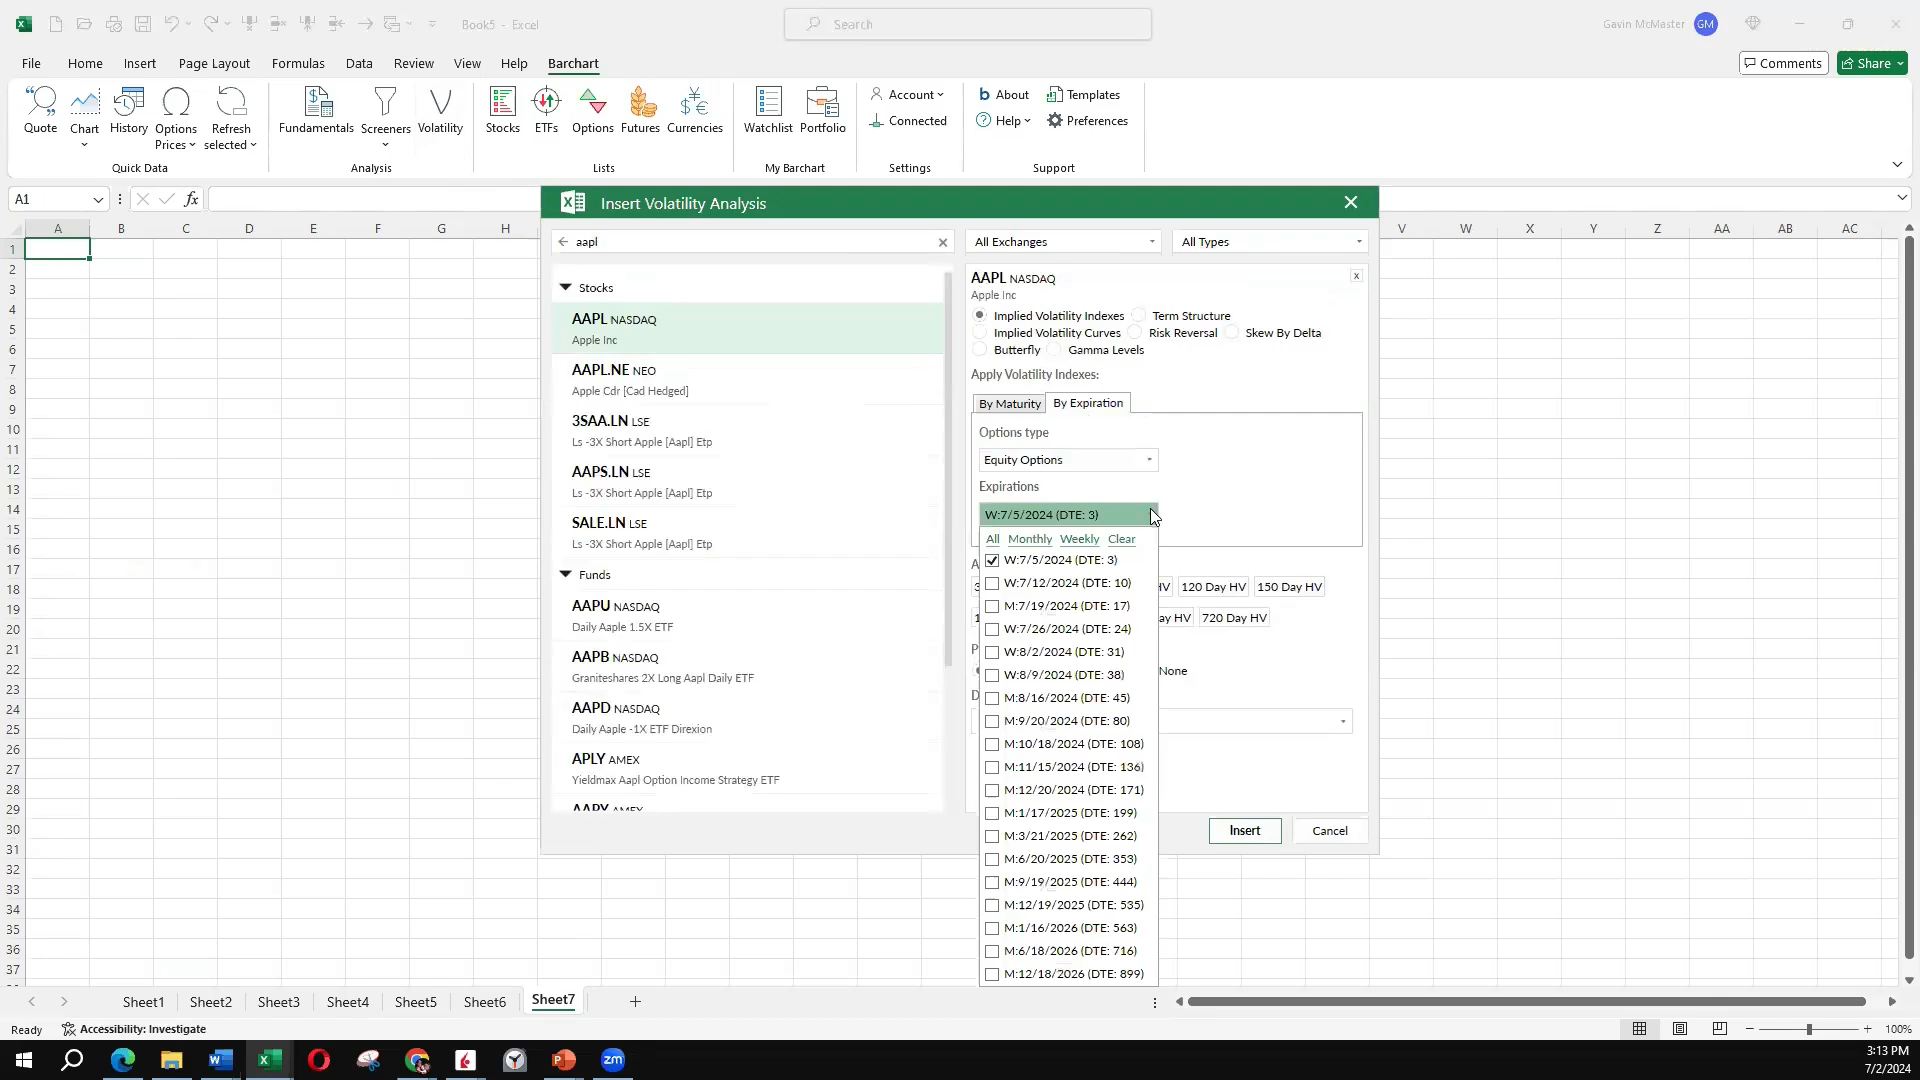 Book5 - Excel
Search
Gavin McMaster
GM
File Home Insert Page Layout Formulas Data Review View Help Barchart
Comments
Share
Quote Chart History Options Prices Refresh selected
Fundamentals Screeners Volatility
Stocks ETFs Options Futures Currencies
Watchlist Portfolio
Account
Connected
About
Help
Templates
Preferences
Quick Data Analysis Lists My Barchart Settings Support
A1
fx
Insert Volatility Analysis
A B C D E F G H V W X Y Z AA AB AC
aapl
All Exchanges
All Types
Stocks
AAPL NASDAQ
Apple Inc
AAPL.NE NEO
Apple Cdr [Cad Hedged]
3SAA.LN LSE
Ls -3X Short Apple [Aapl] Etp
AAPS.LN LSE
Ls -3X Short Apple [Aapl] Etp
SALE.LN LSE
Ls -3X Short Apple [Aapl] Etp
Funds
AAPU NASDAQ
Daily Aaple 1.5X ETF
AAPB NASDAQ
Graniteshares 2X Long Aapl Daily ETF
AAPD NASDAQ
Daily Aaple -1X ETF Direxion
APLY AMEX
Yieldmax Aapl Option Income Strategy ETF
AAPY AMEX
AAPL NASDAQ
X
Apple Inc
Implied Volatility Indexes Term Structure
Implied Volatility Curves Risk Reversal Skew By Delta
Butterfly Gamma Levels
Apply Volatility Indexes:
By Maturity By Expiration
Options type
Equity Options
Expirations
W:7/5/2024 (DTE: 3)
All Monthly Weekly Clear
W:7/5/2024 (DTE: 3)
W:7/12/2024 (DTE: 10)
M:7/19/2024 (DTE: 17)
W:7/26/2024 (DTE: 24)
W:8/2/2024 (DTE: 31)
W:8/9/2024 (DTE: 38)
M:8/16/2024 (DTE: 45)
M:9/20/2024 (DTE: 80)
M:10/18/2024 (DTE: 108)
M:11/15/2024 (DTE: 136)
M:12/20/2024 (DTE: 171)
M:1/17/2025 (DTE: 199)
M:3/21/2025 (DTE: 262)
M:6/20/2025 (DTE: 353)
M:9/19/2025 (DTE: 444)
M:12/19/2025 (DTE: 535)
M:1/16/2026 (DTE: 563)
M:6/18/2026 (DTE: 716)
M:12/18/2026 (DTE: 899)
HV 120 Day HV 150 Day HV
ay HV 720 Day HV
None
Insert Cancel
1
2
3
4
5
6
7
8
9
10
11
12
13
14
15
16
17
18
19
20
21
22
23
24
25
26
27
28
29
30
31
32
33
34
35
36
37
Sheet1 Sheet2 Sheet3 Sheet4 Sheet5 Sheet6 Sheet7
Ready Accessibility: Investigate
100%
3:13 PM
7/2/2024